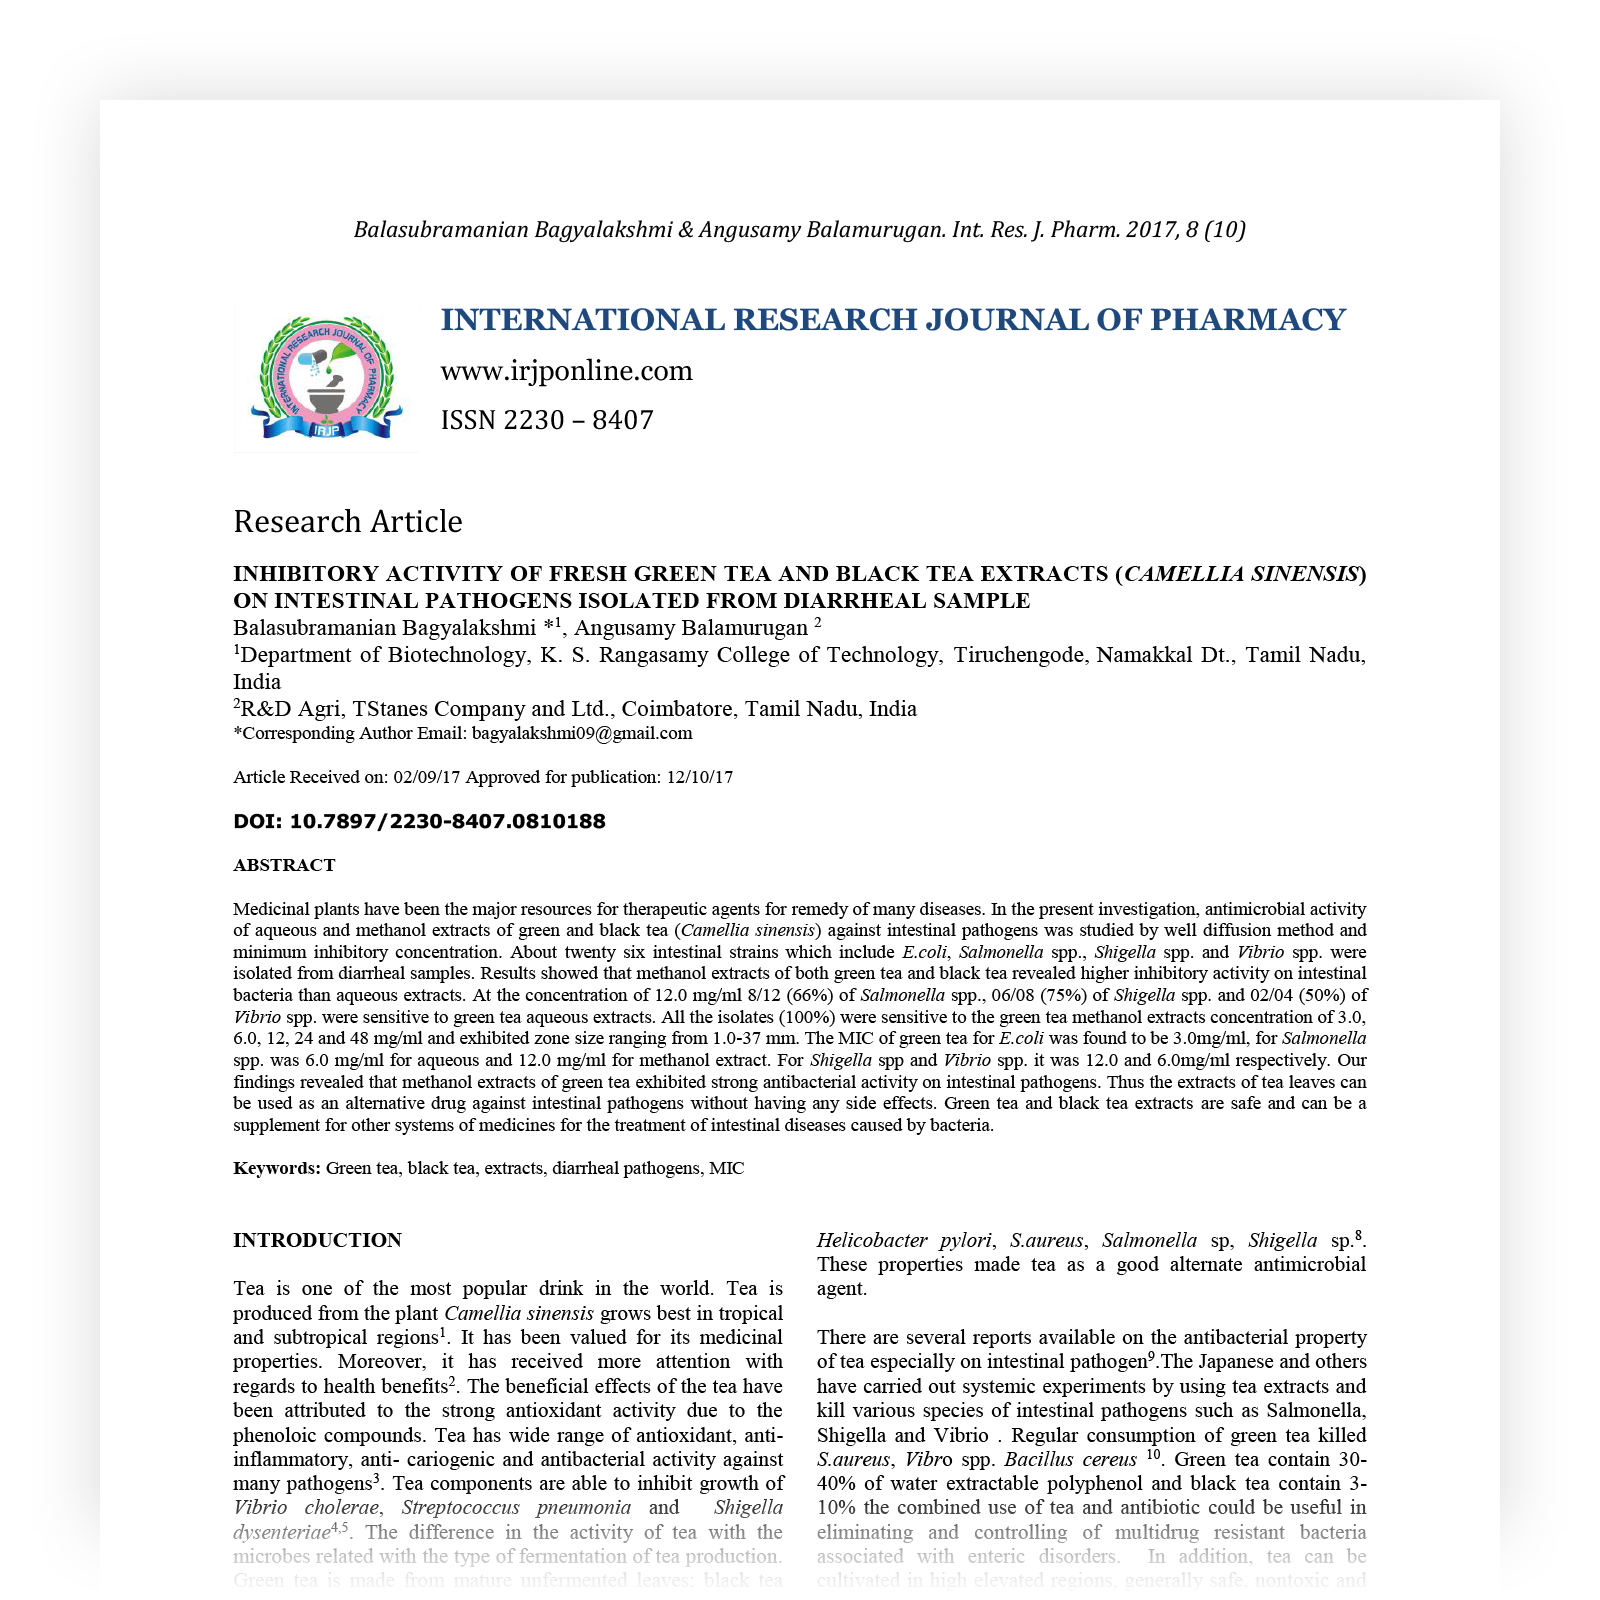 Balasubramanian Bagyalakshmi & Angusamy Balamurugan. Int. Res. J. Pharm. 2017, 8 (10)
INTERNATIONAL RESEARCH JOURNAL OF PHARMACY
INTERNATIONAL RESEARCH JOURNAL OF PHARMACY
IRJP
www.irjponline.com
ISSN 2230 – 8407
Research Article
INHIBITORY ACTIVITY OF FRESH GREEN TEA AND BLACK TEA EXTRACTS (CAMELLIA SINENSIS)
ON INTESTINAL PATHOGENS ISOLATED FROM DIARRHEAL SAMPLE
Balasubramanian Bagyalakshmi *1, Angusamy Balamurugan 2
1Department of Biotechnology, K. S. Rangasamy College of Technology, Tiruchengode, Namakkal Dt., Tamil Nadu,
India
2R&D Agri, TStanes Company and Ltd., Coimbatore, Tamil Nadu, India
*Corresponding Author Email: bagyalakshmi09@gmail.com
Article Received on: 02/09/17 Approved for publication: 12/10/17
DOI: 10.7897/2230-8407.0810188
ABSTRACT
Medicinal plants have been the major resources for therapeutic agents for remedy of many diseases. In the present investigation, antimicrobial activity
of aqueous and methanol extracts of green and black tea (Camellia sinensis) against intestinal pathogens was studied by well diffusion method and
minimum inhibitory concentration. About twenty six intestinal strains which include E.coli, Salmonella spp., Shigella spp. and Vibrio spp. were
isolated from diarrheal samples. Results showed that methanol extracts of both green tea and black tea revealed higher inhibitory activity on intestinal
bacteria than aqueous extracts. At the concentration of 12.0 mg/ml 8/12 (66%) of Salmonella spp., 06/08 (75%) of Shigella spp. and 02/04 (50%) of
Vibrio spp. were sensitive to green tea aqueous extracts. All the isolates (100%) were sensitive to the green tea methanol extracts concentration of 3.0,
6.0, 12, 24 and 48 mg/ml and exhibited zone size ranging from 1.0-37 mm. The MIC of green tea for E.coli was found to be 3.0mg/ml, for Salmonella
spp. was 6.0 mg/ml for aqueous and 12.0 mg/ml for methanol extract. For Shigella spp and Vibrio spp. it was 12.0 and 6.0mg/ml respectively. Our
findings revealed that methanol extracts of green tea exhibited strong antibacterial activity on intestinal pathogens. Thus the extracts of tea leaves can
be used as an alternative drug against intestinal pathogens without having any side effects. Green tea and black tea extracts are safe and can be a
supplement for other systems of medicines for the treatment of intestinal diseases caused by bacteria.
Keywords: Green tea, black tea, extracts, diarrheal pathogens, MIC
INTRODUCTION
Tea is one of the most popular drink in the world. Tea is
produced from the plant Camellia sinensis grows best in tropical
and subtropical regions1. It has been valued for its medicinal
properties. Moreover, it has received more attention with
regards to health benefits2. The beneficial effects of the tea have
been attributed to the strong antioxidant activity due to the
phenoloic compounds. Tea has wide range of antioxidant, anti-
inflammatory, anti- cariogenic and antibacterial activity against
many pathogens3. Tea components are able to inhibit growth of
Vibrio cholerae, Streptococcus pneumonia and Shigella
dysenteriae4,5. The difference in the activity of tea with the
microbes related with the type of fermentation of tea production.
Green tea is made from mature unfermented leaves; black tea
Helicobacter pylori, S.aureus, Salmonella sp, Shigella sp.8.
These properties made tea as a good alternate antimicrobial
agent.
There are several reports available on the antibacterial property
of tea especially on intestinal pathogen9.The Japanese and others
have carried out systemic experiments by using tea extracts and
kill various species of intestinal pathogens such as Salmonella,
Shigella and Vibrio . Regular consumption of green tea killed
S.aureus, Vibro spp. Bacillus cereus 10. Green tea contain 30-
40% of water extractable polyphenol and black tea contain 3-
10% the combined use of tea and antibiotic could be useful in
eliminating and controlling of multidrug resistant bacteria
associated with enteric disorders. In addition, tea can be
cultivated in high elevated regions, generally safe, nontoxic and